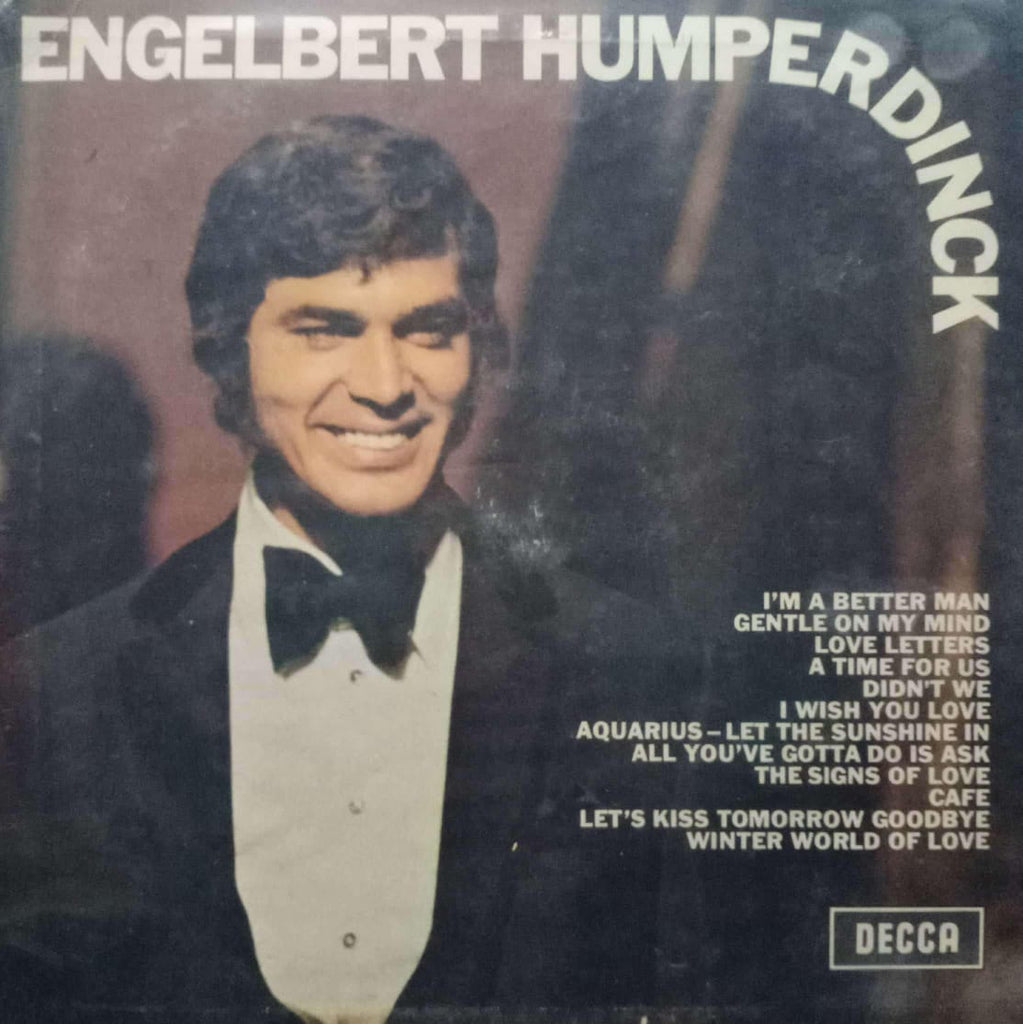 ENGELBERT HUMPERDINCK
I'M A BETTER MAN
GENTLE ON MY MIND
LOVE LETTERS
A TIME FOR US
DIDN'T WE
I WISH YOU LOVE
AQUARIUS – LET THE SUNSHINE IN
ALL YOU'VE GOTTA DO IS ASK
THE SIGNS OF LOVE
CAFE
LET'S KISS TOMORROW GOODBYE
WINTER WORLD OF LOVE
DECCA